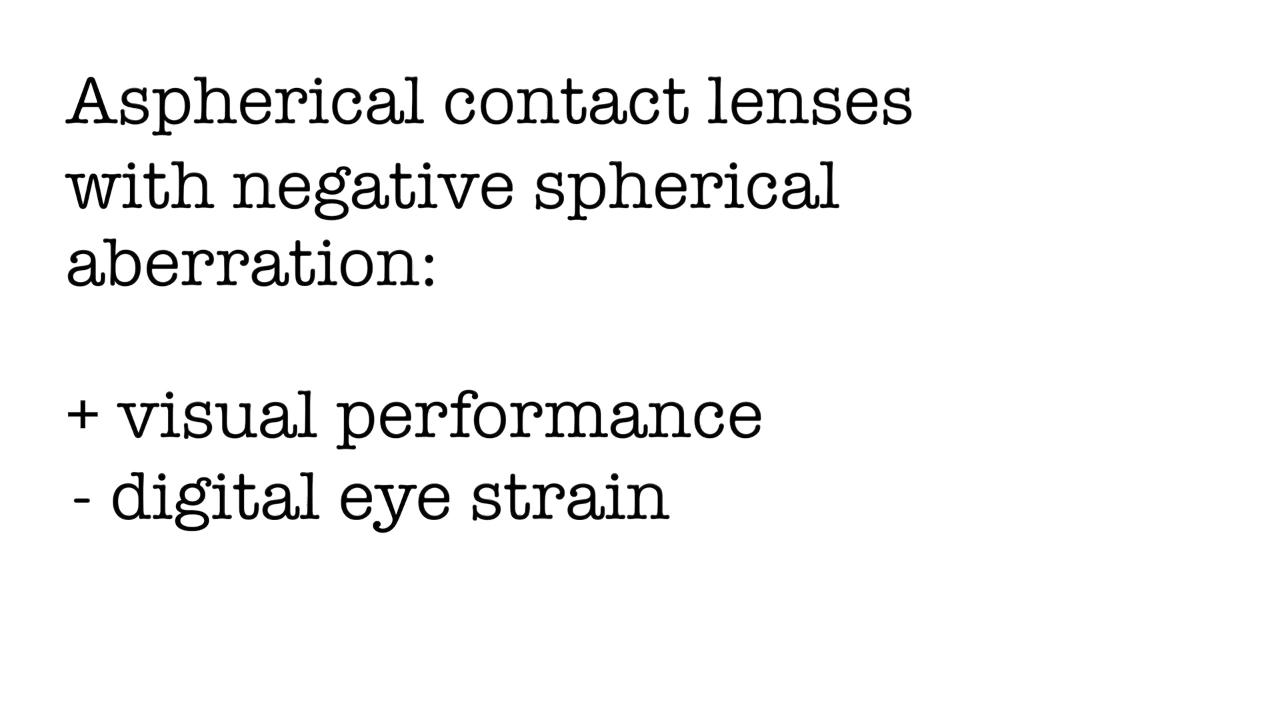 Aspherical contact lenses
with negative spherical
aberration:
+ visual performance
- digital eye strain